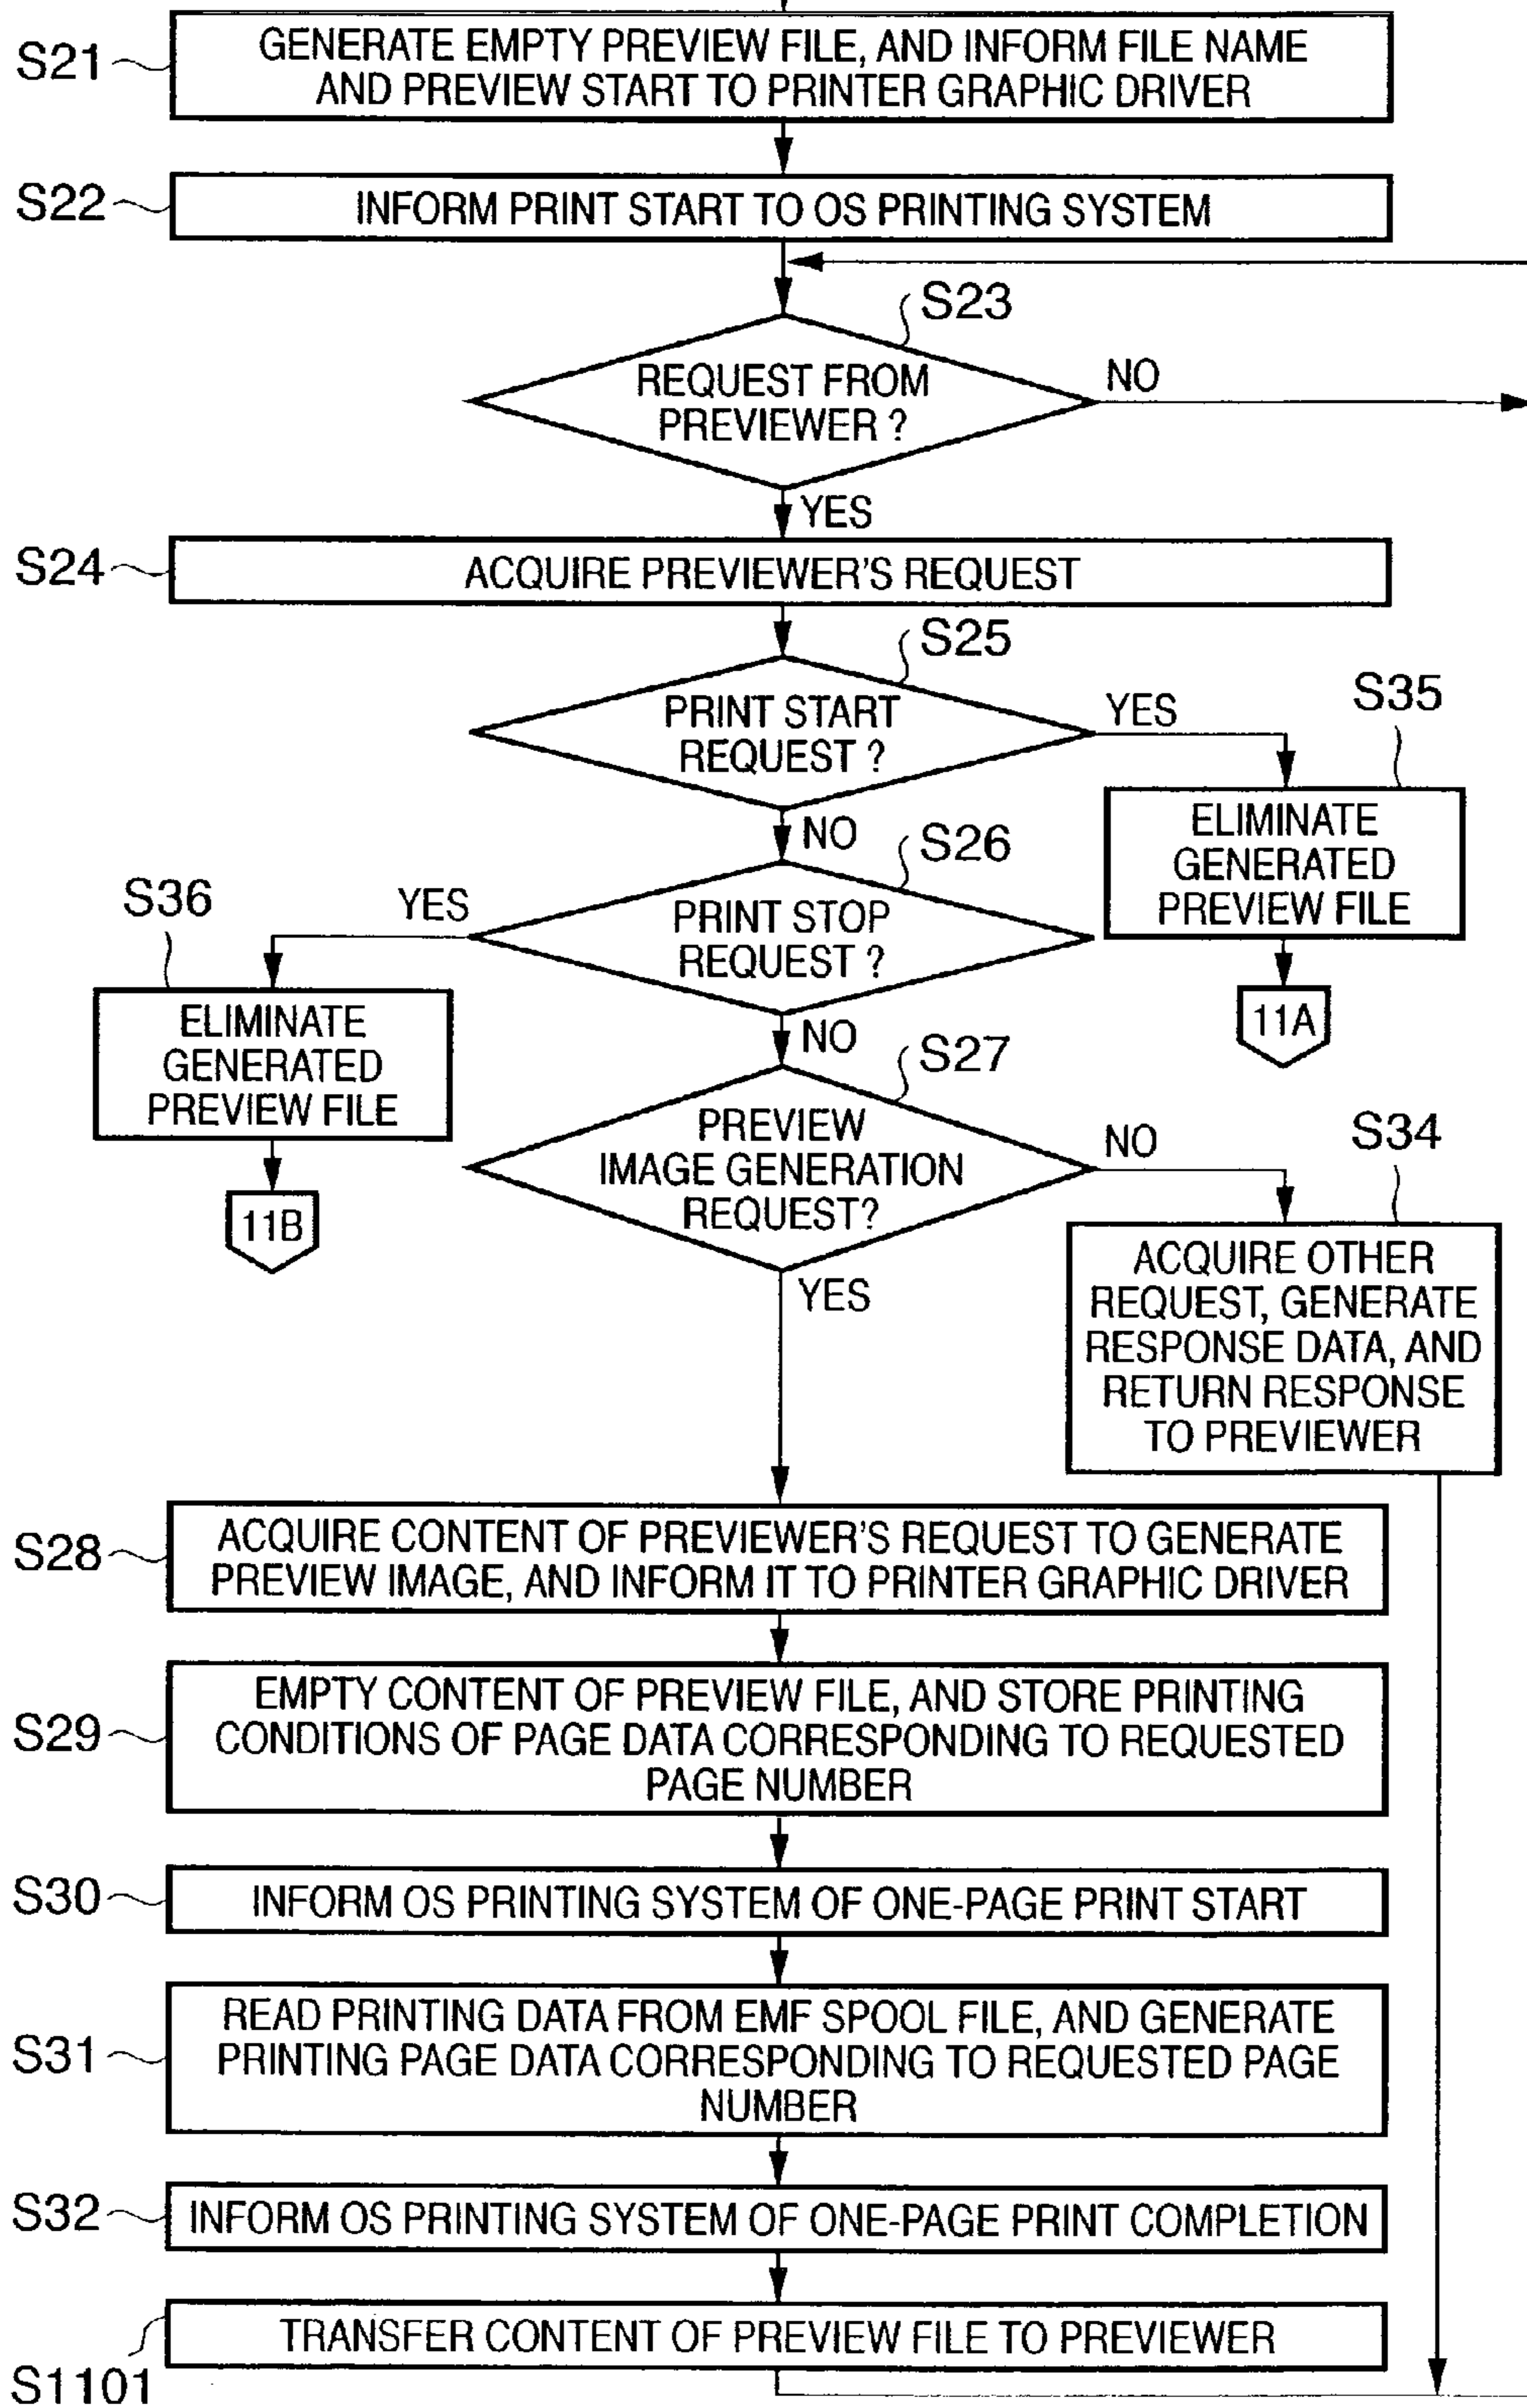 S21
GENERATE EMPTY PREVIEW FILE, AND INFORM FILE NAME
AND PREVIEW START TO PRINTER GRAPHIC DRIVER
S22
INFORM PRINT START TO OS PRINTING SYSTEM
S23
REQUEST FROM
PREVIEWER ?
NO
YES
S24
ACQUIRE PREVIEWER'S REQUEST
S25
PRINT START
REQUEST ?
YES
S35
ELIMINATE
GENERATED
PREVIEW FILE
11A
NO
S26
PRINT STOP
REQUEST ?
YES
S36
ELIMINATE
GENERATED
PREVIEW FILE
11B
NO
S27
PREVIEW
IMAGE GENERATION
REQUEST?
NO
S34
ACQUIRE OTHER
REQUEST, GENERATE
RESPONSE DATA, AND
RETURN RESPONSE
TO PREVIEWER
YES
S28
ACQUIRE CONTENT OF PREVIEWER'S REQUEST TO GENERATE
PREVIEW IMAGE, AND INFORM IT TO PRINTER GRAPHIC DRIVER
S29
EMPTY CONTENT OF PREVIEW FILE, AND STORE PRINTING
CONDITIONS OF PAGE DATA CORRESPONDING TO REQUESTED
PAGE NUMBER
S30
INFORM OS PRINTING SYSTEM OF ONE-PAGE PRINT START
S31
READ PRINTING DATA FROM EMF SPOOL FILE, AND GENERATE
PRINTING PAGE DATA CORRESPONDING TO REQUESTED PAGE
NUMBER
S32
INFORM OS PRINTING SYSTEM OF ONE-PAGE PRINT COMPLETION
S1101
TRANSFER CONTENT OF PREVIEW FILE TO PREVIEWER